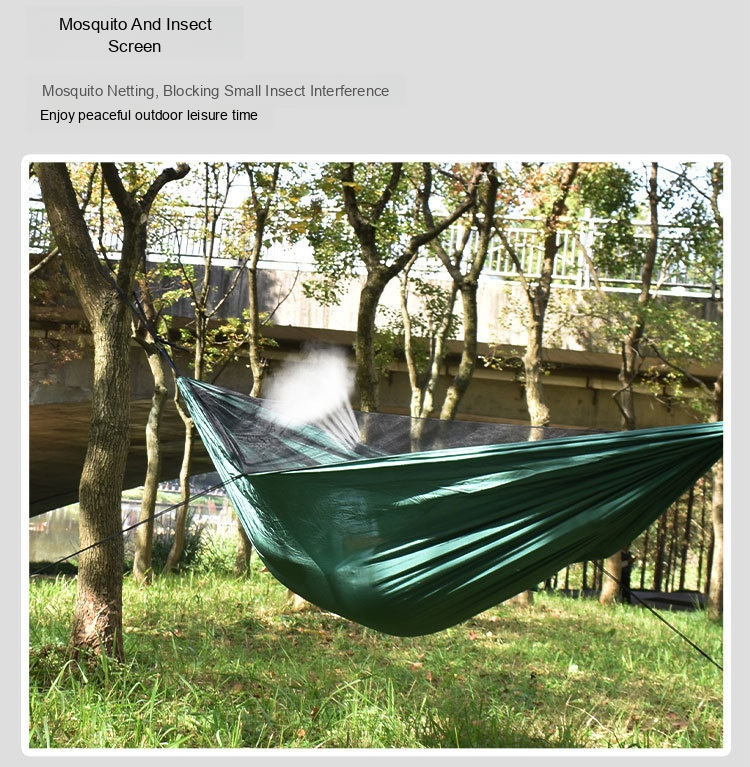 Mosquito And Insect
Screen
Mosquito Netting, Blocking Small Insect Interference
Enjoy peaceful outdoor leisure time